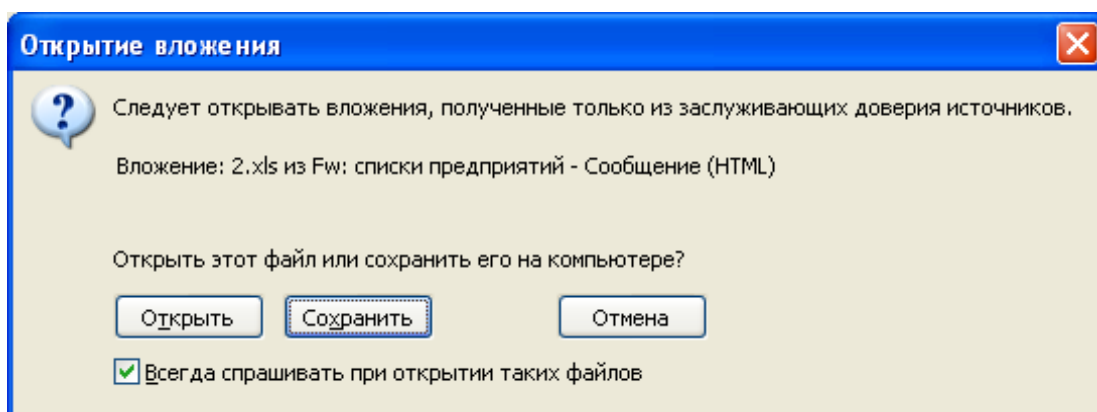 Открытие вложения
Следует открывать вложения, полученные только из заслуживающих доверия источников.
Вложение: 2.xls из Fw: списки предприятий - Сообщение (HTML)
Открыть этот файл или сохранить его на компьютере?
Открыть Сохранить Отмена
Всегда спрашивать при открытии таких файлов